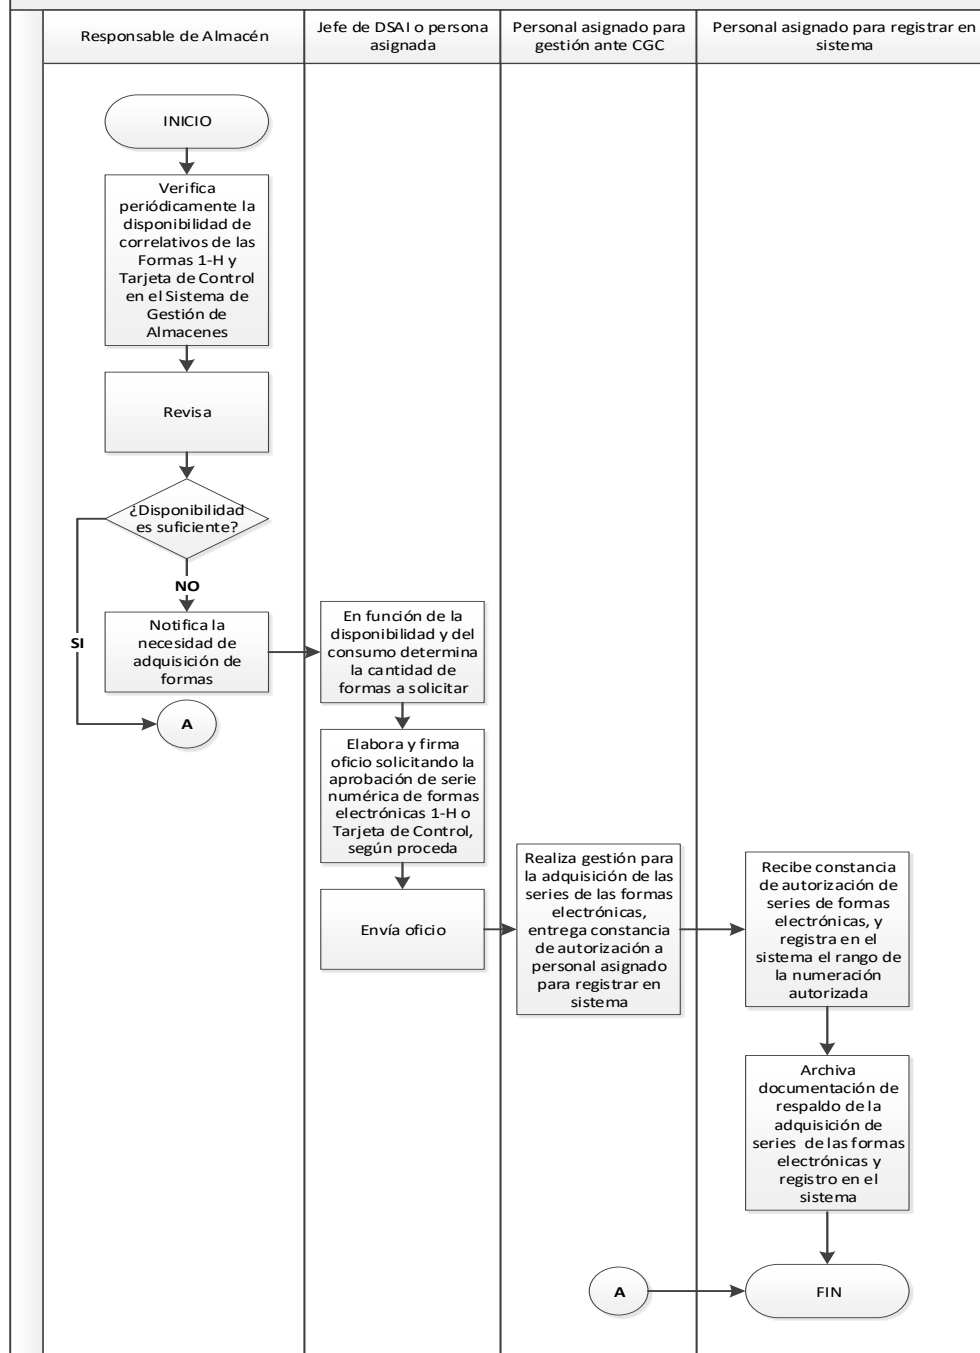 Responsable de Almacén
Jefe de DSAI o persona
asignada
Personal asignado para
gestión ante CGC
Personal asignado para registrar en
sistema
INICIO
Verifica
periódicamente la
disponibilidad de
correlativos de las
Formas 1-H y
Tarjeta de Control
en el Sistema de
Gestión de
Almacenes
Revisa
¿Disponibilidad
es suficiente?
NO
SI
Notifica la
necesidad de
adquisición de
formas
A
En función de la
disponibilidad y del
consumo determina
la cantidad de
formas a solicitar
Elabora y firma
oficio solicitando la
aprobación de serie
numérica de formas
electrónicas 1-H o
Tarjeta de Control,
según proceda
Envía oficio
Realiza gestión para
la adquisición de las
series de las formas
electrónicas,
entrega constancia
de autorización a
personal asignado
para registrar en
sistema
Recibe constancia
de autorización de
series de formas
electrónicas, y
registra en el
sistema el rango de
la numeración
autorizada
Archiva
documentación de
respaldo de la
adquisición de
series de las formas
electrónicas y
registro en el
sistema
A
FIN